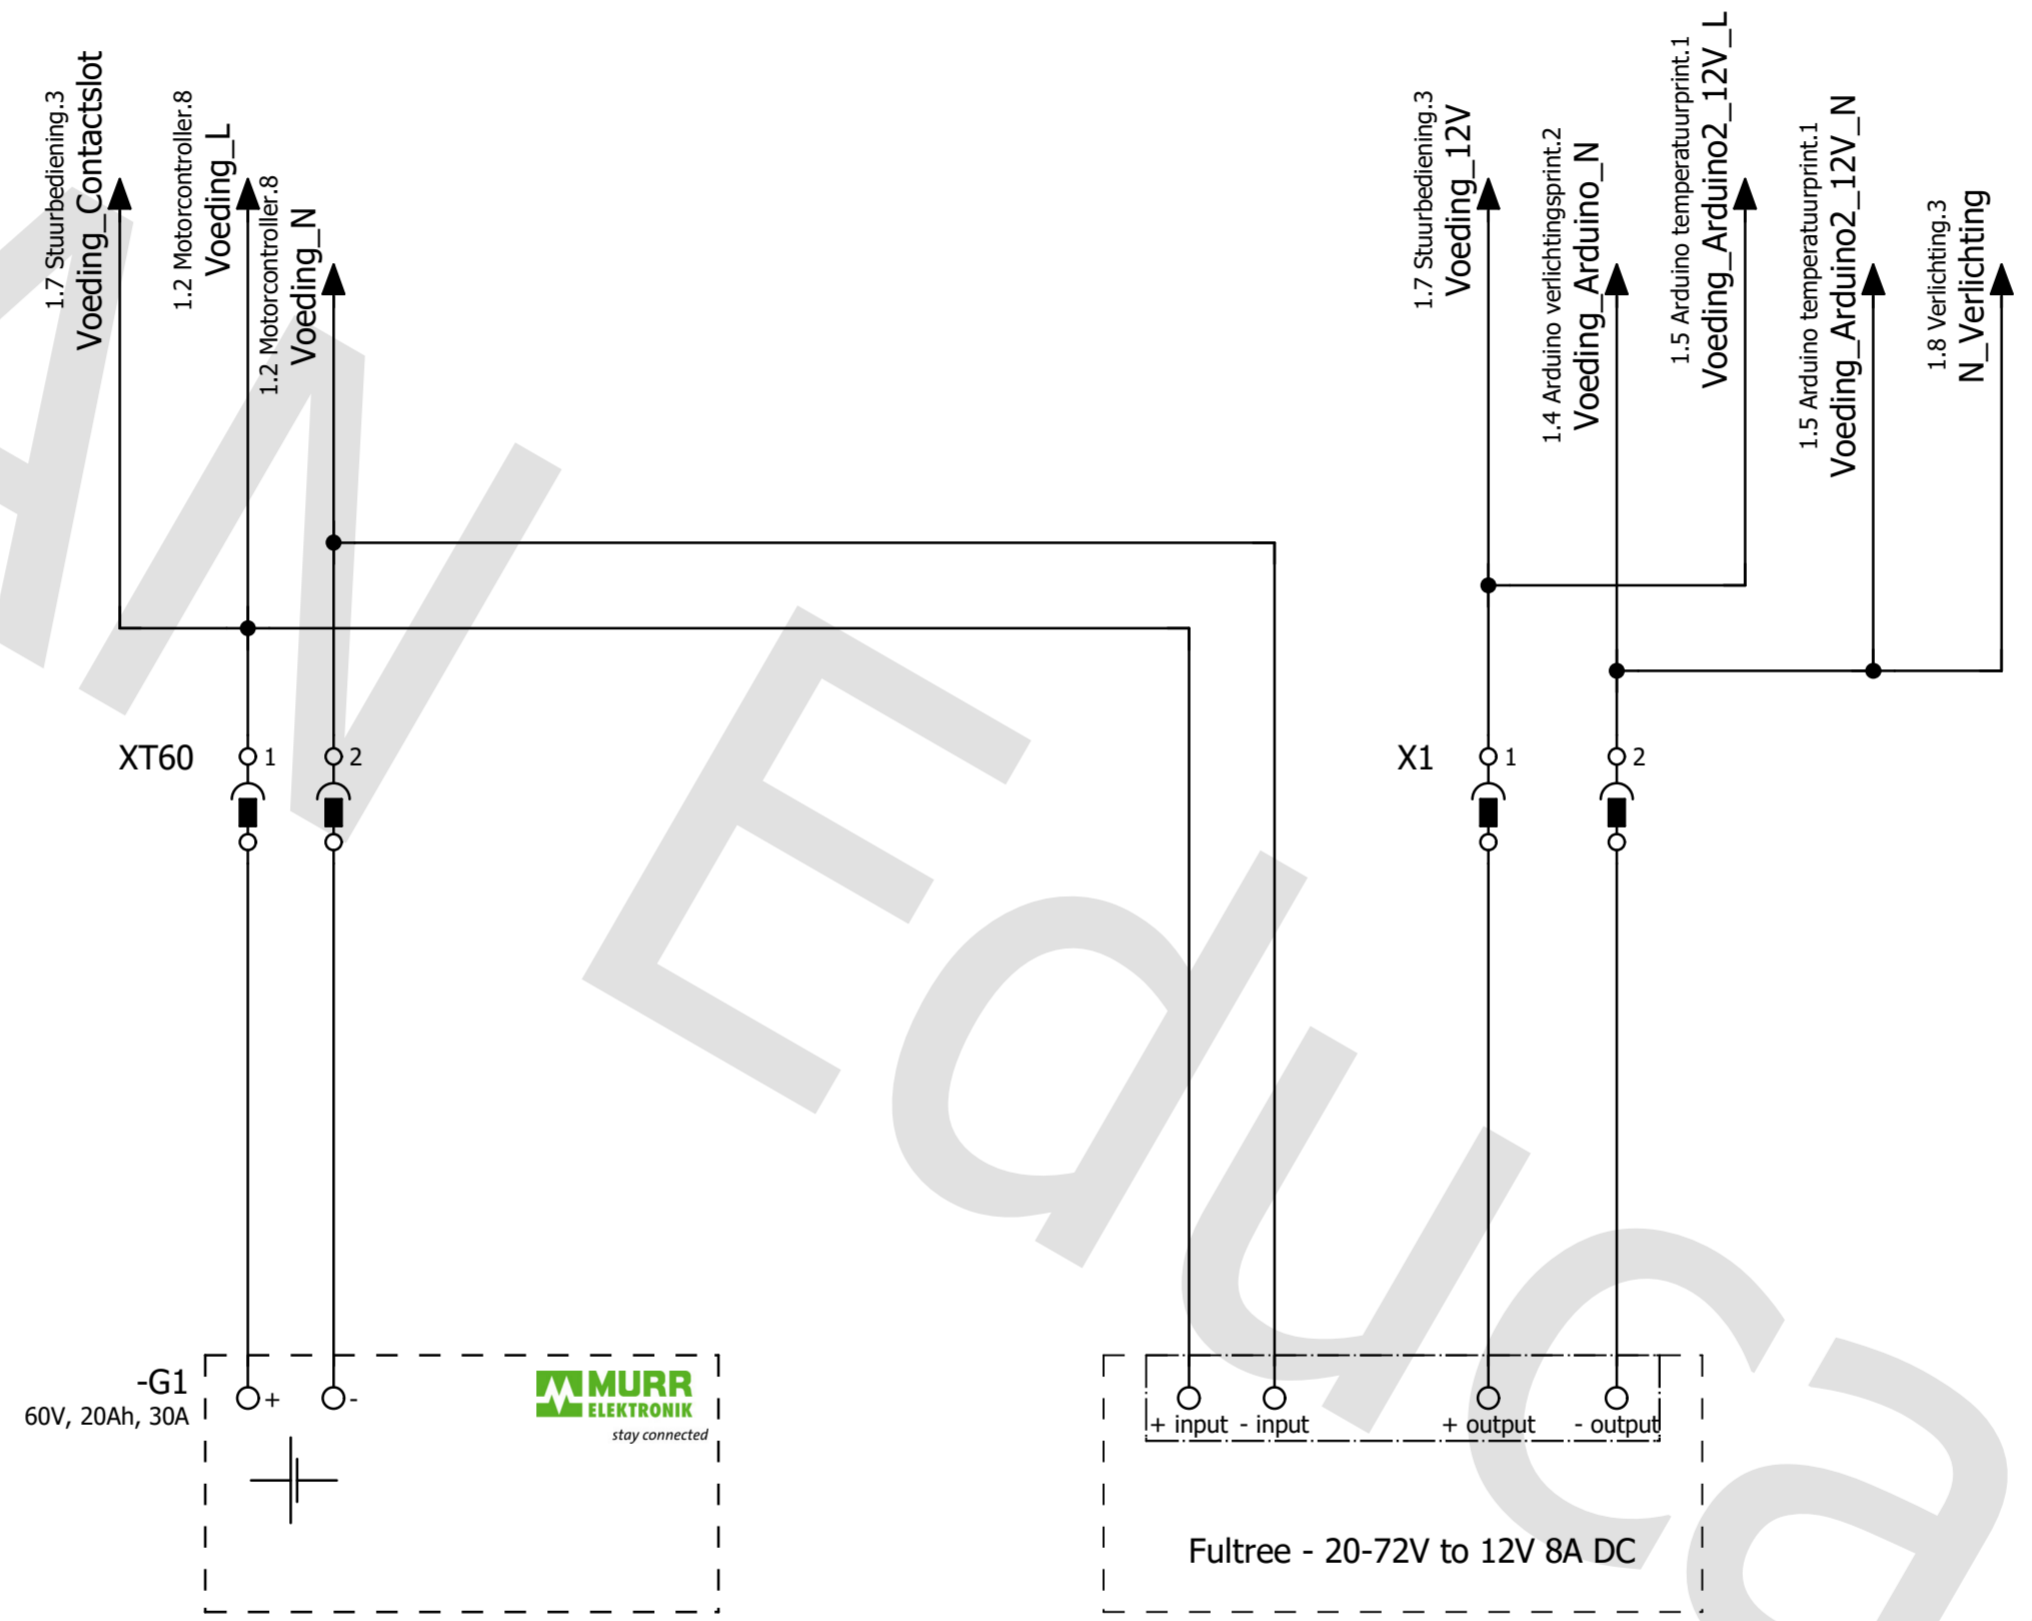 1.7 Stuurbediening.3
Voeding_Contactslot
1.2 Motorcontroller.8
Voeding_L
1.2 Motorcontroller.8
Voeding_N
1.7 Stuurbediening.3
Voeding_12V
1.4 Arduino verlichtingsprint.2
Voeding_Arduino_N
1.5 Arduino temperatuurprint.1
Voeding_Arduino2_12V_L
1.5 Arduino temperatuurprint.1
Voeding_Arduino2_12V_N
1.8 Verlichting.3
N_Verlichting
XT60 1 2
X1 1 2
-G1
60V, 20Ah, 30A
+ -
MURR
ELEKTRONIK
stay connected
+ input - input + output - output
Fultree - 20-72V to 12V 8A DC
AN Educa